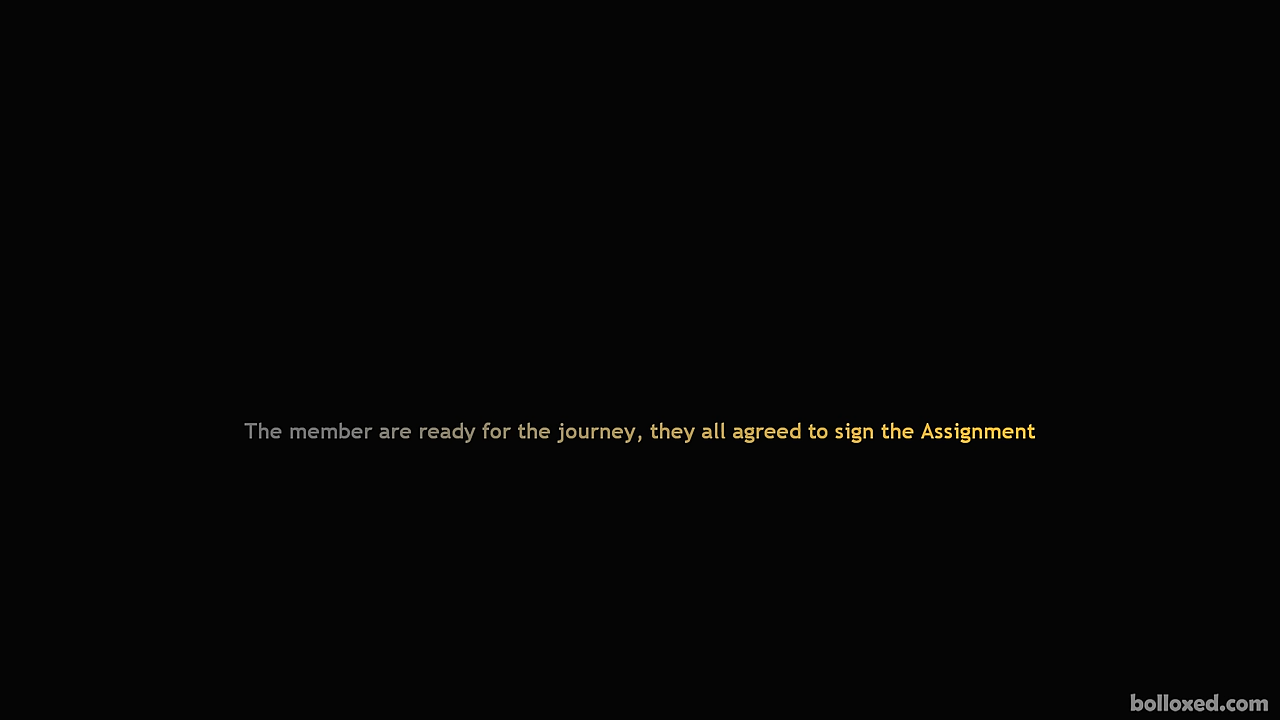 The member are ready for the journey, they all agreed to sign the Assignment
bolloxed.com